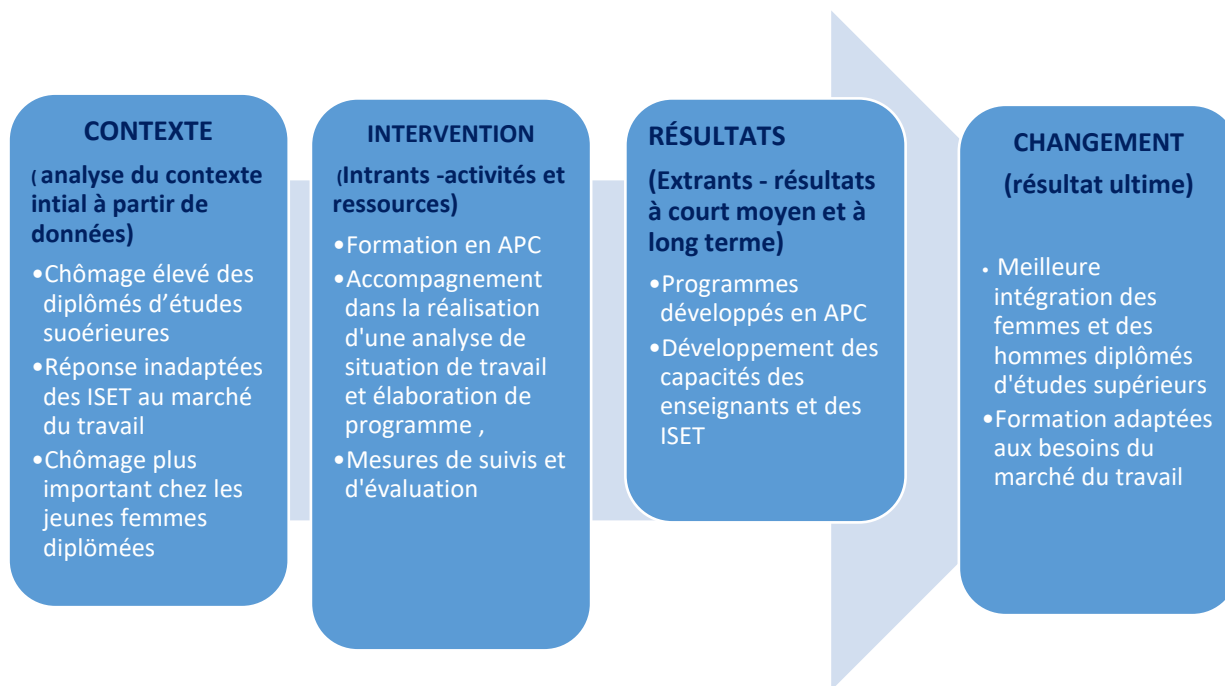 CONTEXTE
( analyse du contexte
intial à partir de
données)
•Chômage élevé des
diplômés d’études
suoérieures
•Réponse inadaptées
des ISET au marché
du travail
•Chômage plus
important chez les
jeunes femmes
diplömées
INTERVENTION
(Intrants -activités et
ressources)
•Formation en APC
•Accompagnement
dans la réalisation
d'une analyse de
situation de travail
et élaboration de
programme ,
•Mesures de suivis et
d'évaluation
RÉSULTATS
(Extrants - résultats
à court moyen et à
long terme)
•Programmes
développés en APC
•Développement des
capacités des
enseignants et des
ISET
CHANGEMENT
(résultat ultime)
• Meilleure
intégration des
femmes et des
hommes diplômés
d'études supérieurs
•Formation adaptées
aux besoins du
marché du travail